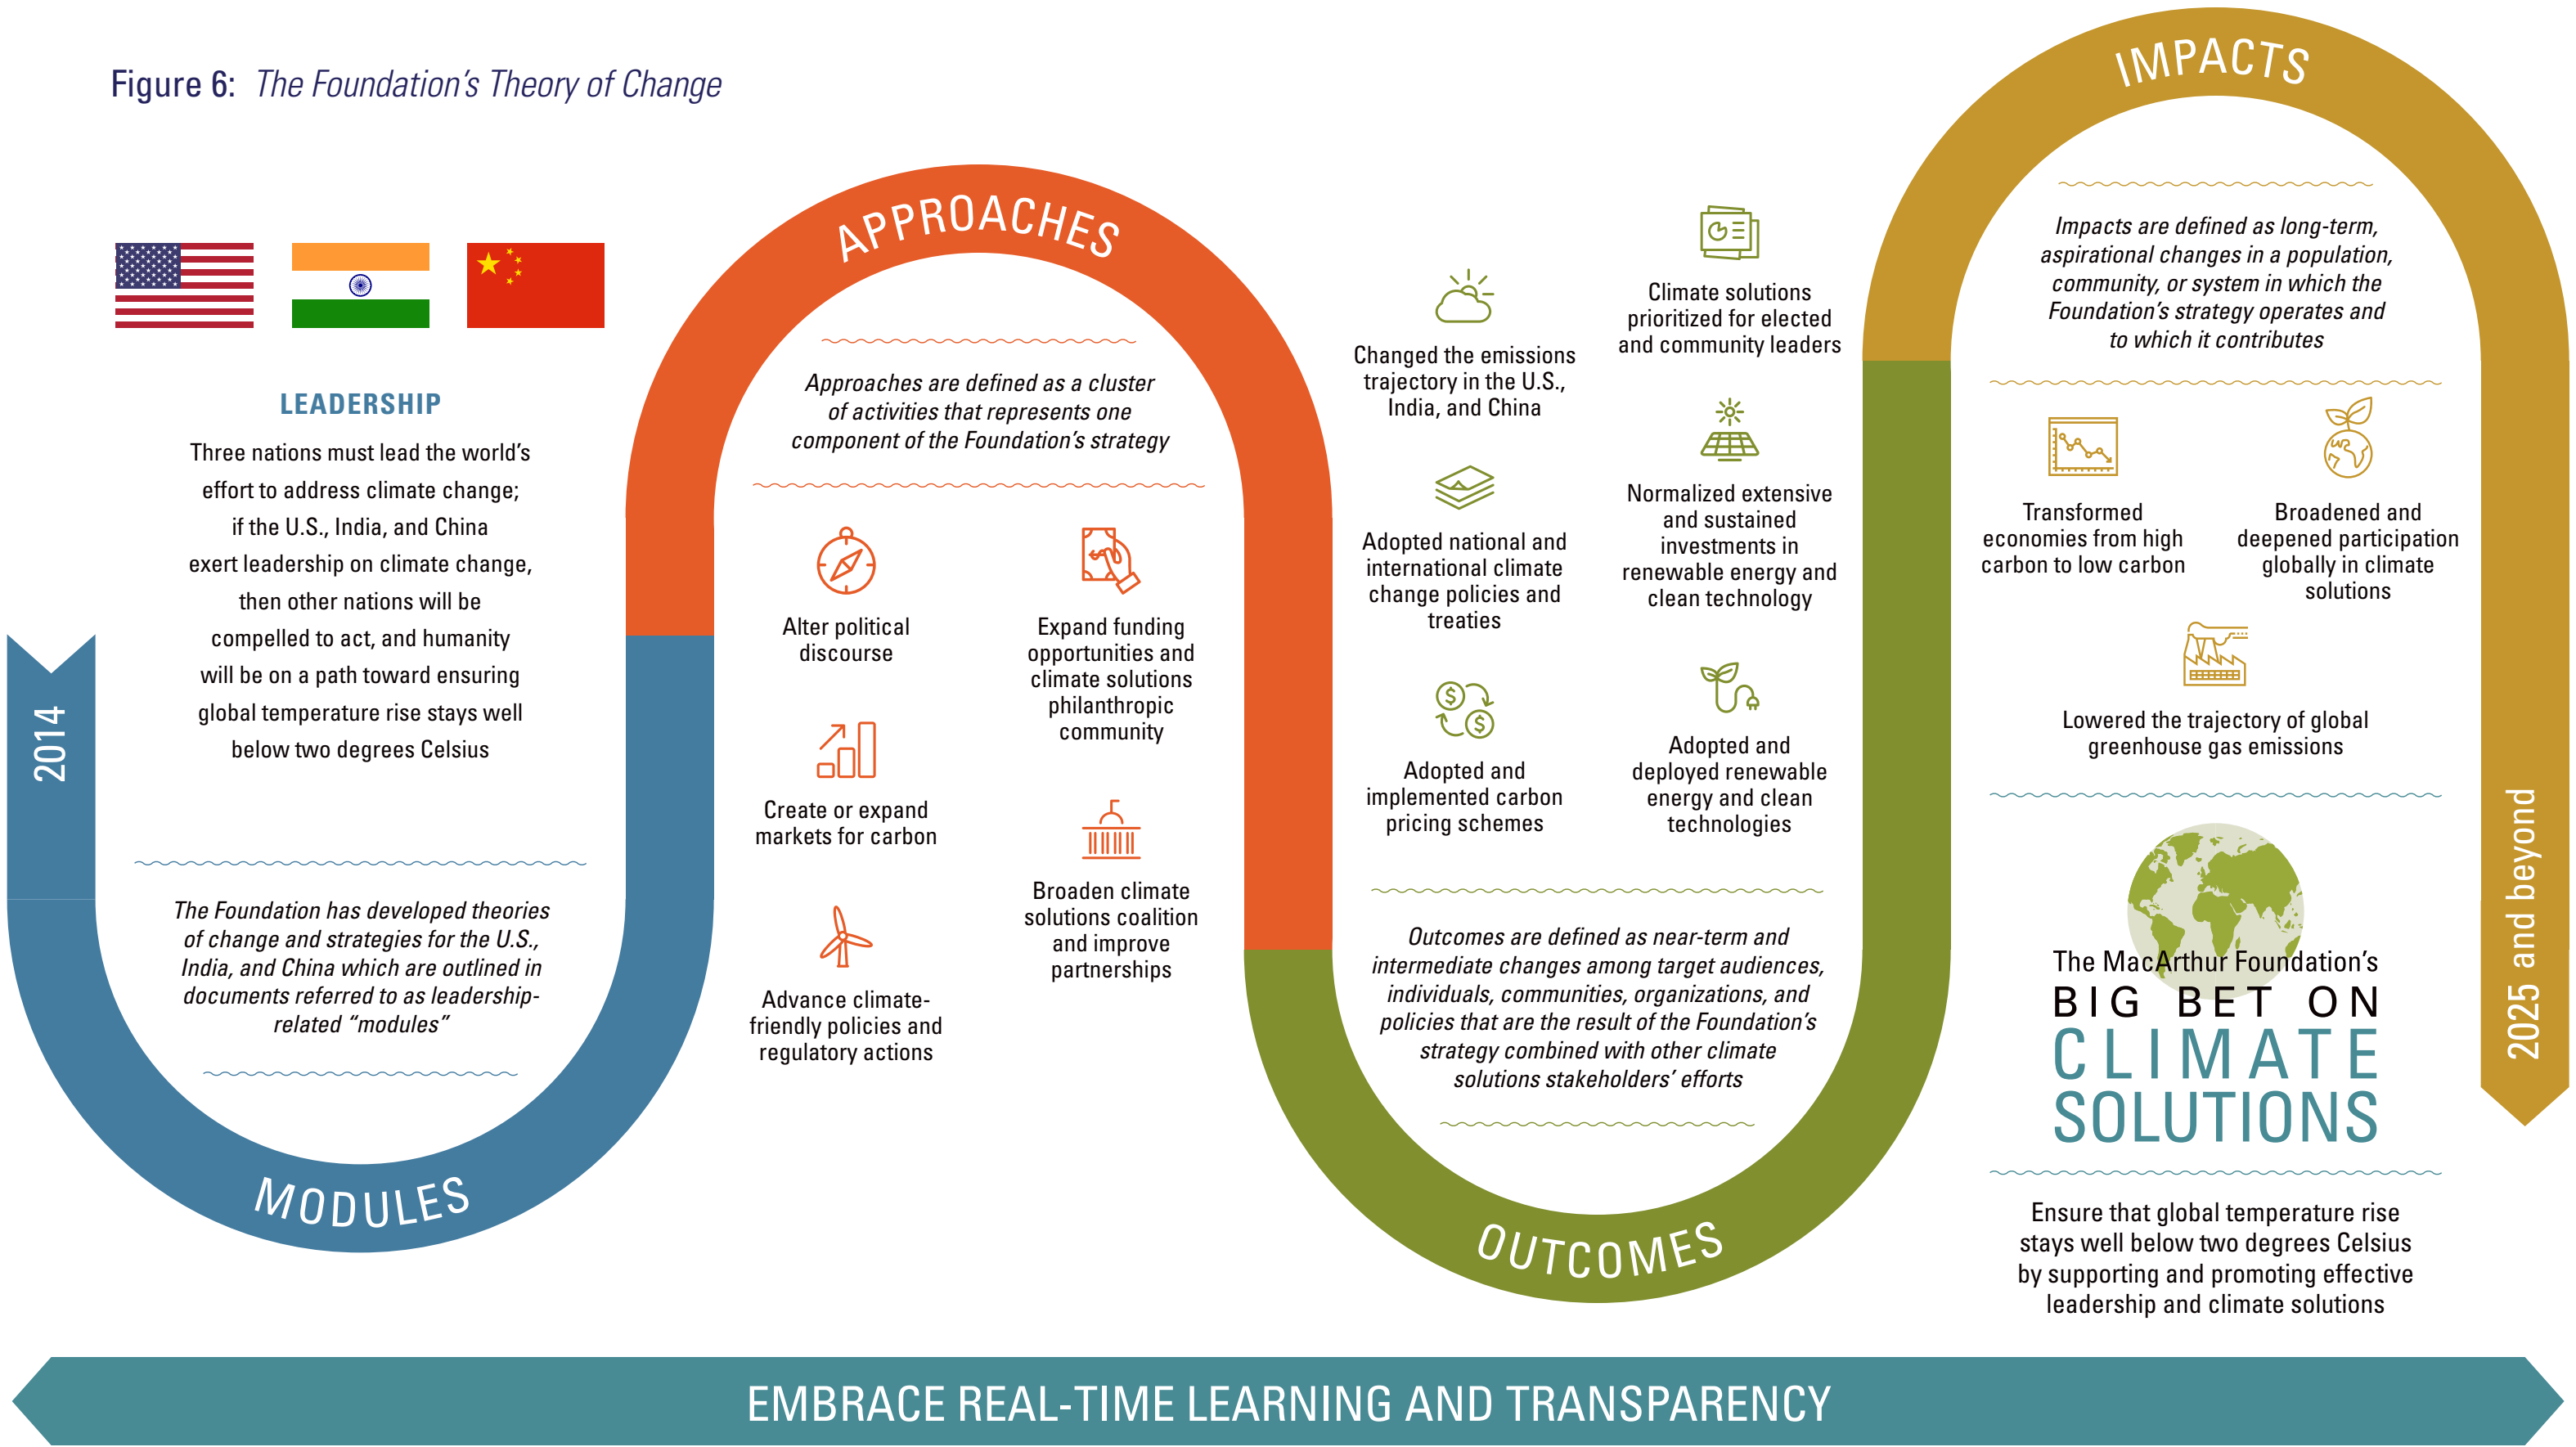 Figure 6: The Foundation's Theory of Change
2014
LEADERSHIP
Three nations must lead the world's
effort to address climate change;
if the U.S., India, and China
exert leadership on climate change,
then other nations will be
compelled to act, and humanity
will be on a path toward ensuring
global temperature rise stays well
below two degrees Celsius
The Foundation has developed theories
of change and strategies for the U.S.,
India, and China which are outlined in
documents referred to as leadership-
related “modules”
MODULES
APPROACHES
Approaches are defined as a cluster
of activities that represents one
component of the Foundation's strategy
Alter political
discourse
Create or expand
markets for carbon
Advance climate-
friendly policies and
regulatory actions
Expand funding
opportunities and
climate solutions
philanthropic
community
Broaden climate
solutions coalition
and improve
partnerships
Changed the emissions
trajectory in the U.S.,
India, and China
Adopted national and
international climate
change policies and
treaties
$
$
Adopted and
implemented carbon
pricing schemes
Climate solutions
prioritized for elected
and community leaders
Normalized extensive
and sustained
investments in
renewable energy and
clean technology
Adopted and
deployed renewable
energy and clean
technologies
Outcomes are defined as near-term and
intermediate changes among target audiences,
individuals, communities, organizations, and
policies that are the result of the Foundation's
strategy combined with other climate
solutions stakeholders' efforts
OUTCOMES
IMPACTS
Impacts are defined as long-term,
aspirational changes in a population,
community, or system in which the
Foundation's strategy operates and
to which it contributes
Transformed
economies from high
carbon to low carbon
Broadened and
deepened participation
globally in climate
solutions
Lowered the trajectory of global
greenhouse gas emissions
The MacArthur Foundation's
BIG BET ON
CLIMATE
SOLUTIONS
Ensure that global temperature rise
stays well below two degrees Celsius
by supporting and promoting effective
leadership and climate solutions
2025 and beyond
EMBRACE REAL-TIME LEARNING AND TRANSPARENCY